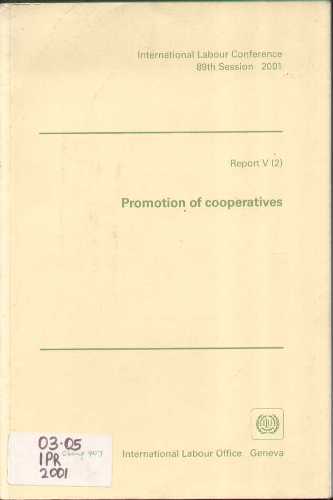 International Labour Conference
89th Session 2001
Report V (2)
Promotion of cooperatives
International Labour Office Geneva
03.05
IPR
2001